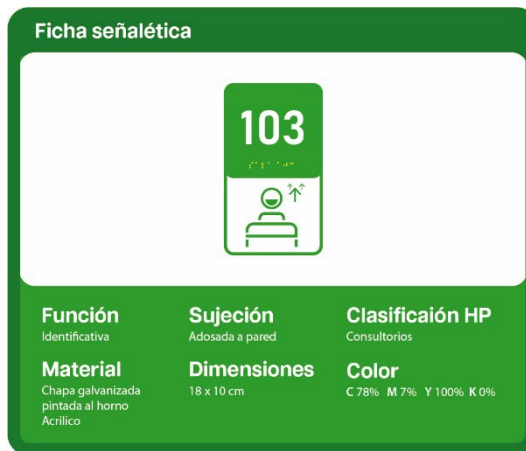 Ficha señalética
103
Función
Identificativa
Sujeción
Adosada a pared
Clasificaión HP
Consultorios
Material
Chapa galvanizada
pintada al horno
Acrilico
Dimensiones
18 x 10 cm
Color
C 78% M 7% Y 100% K 0%